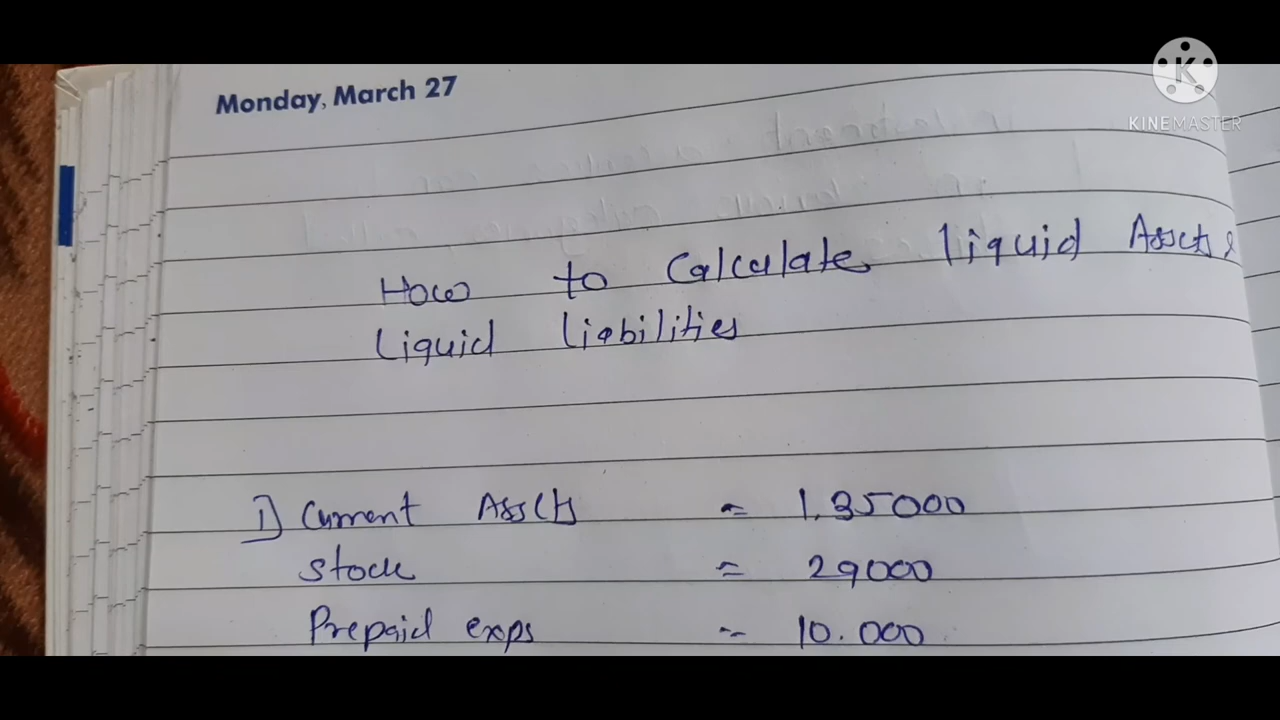 Monday, March 27
KINEMASTER
How to Calculate liquid Assets &
Liquid liabilities
1) Current Assets = 1,35000
Stock = 29000
Prepaid exps = 10.000